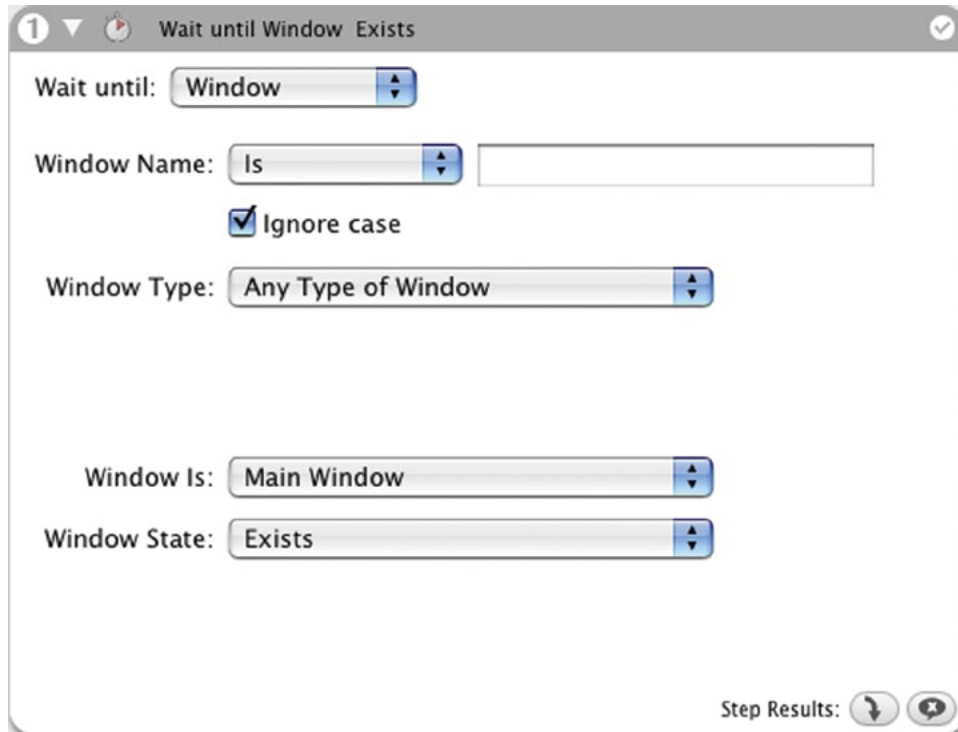 1 Wait until Window Exists
Wait until: Window
Window Name: Is
Ignore case
Window Type: Any Type of Window
Window Is: Main Window
Window State: Exists
Step Results: